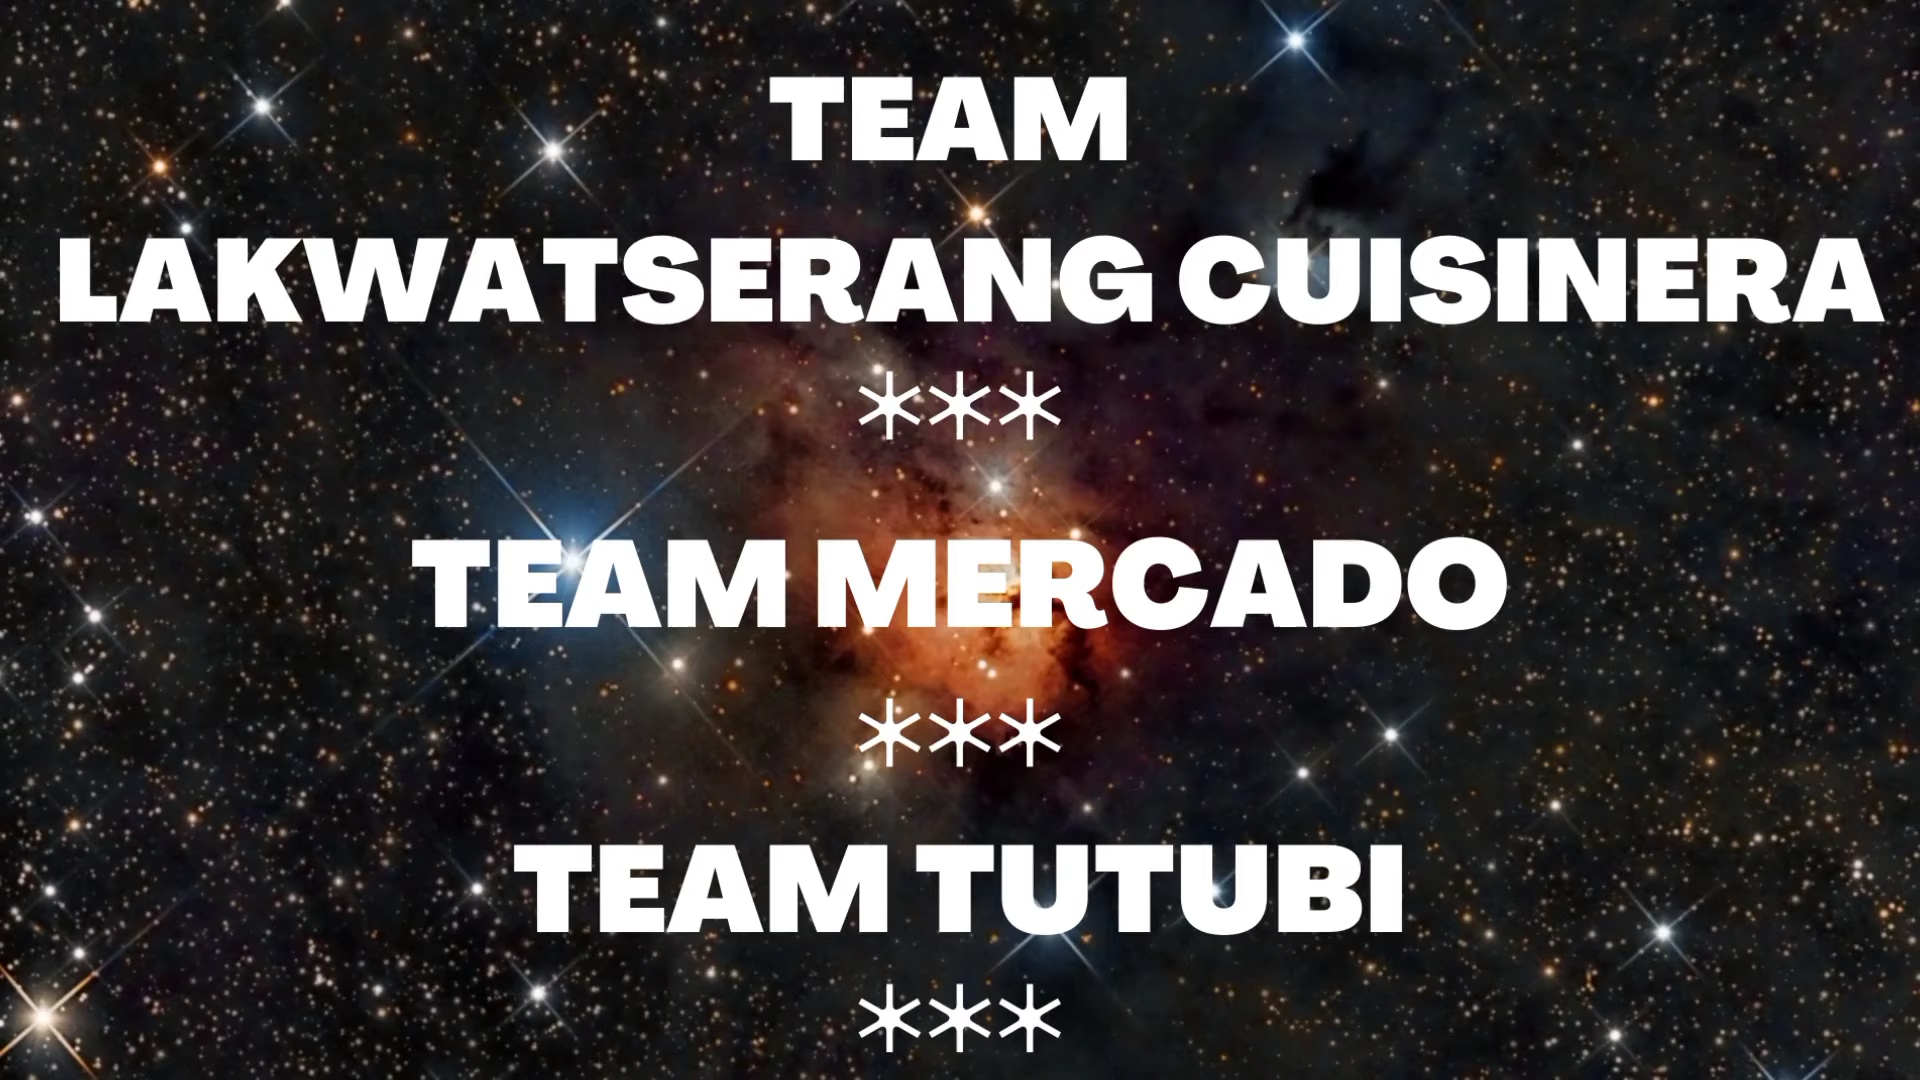 TEAM
LAKWATSERANG CUISINERA
***
TEAM MERCADO
***
TEAM TUTUBI
***